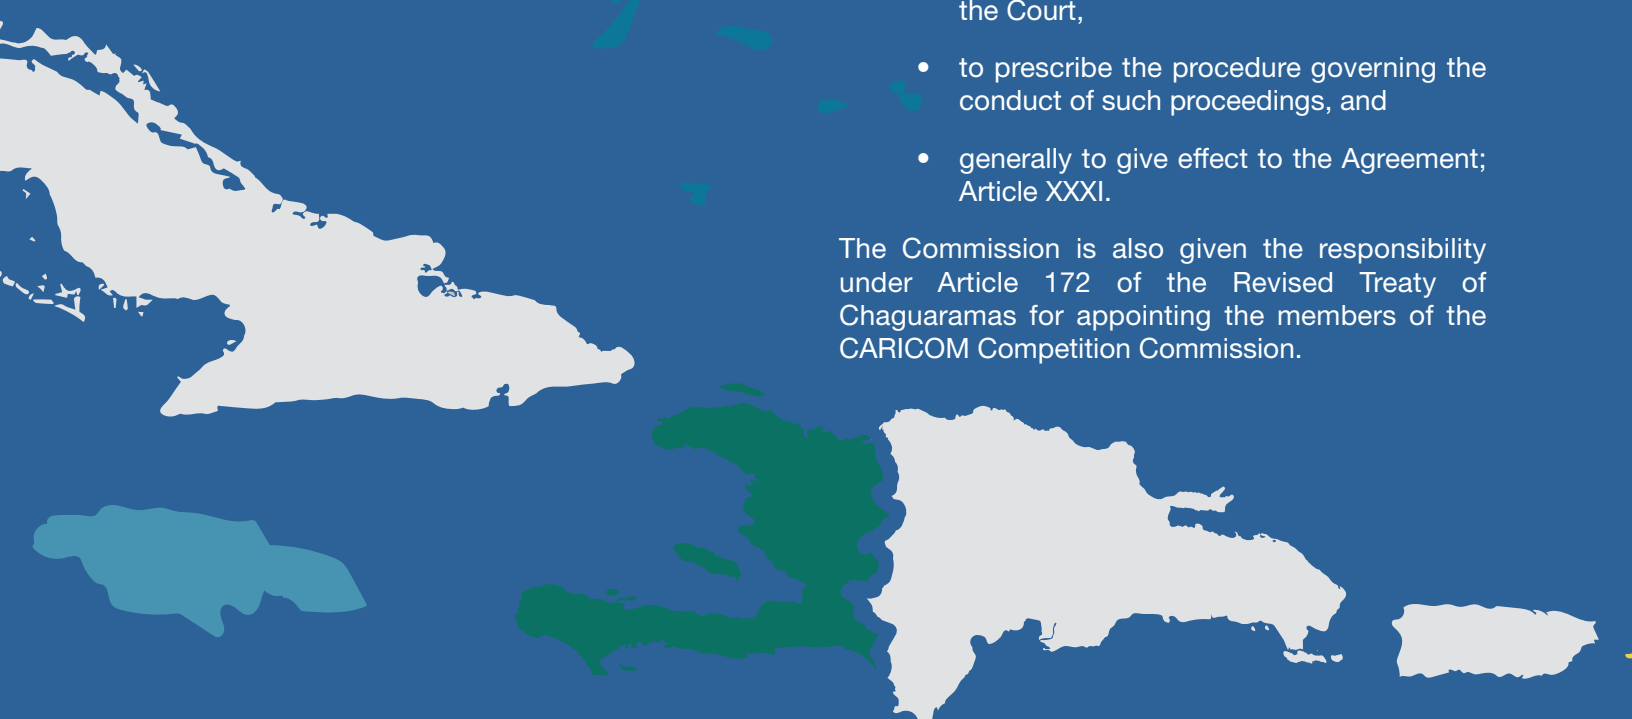 the Court,
• to prescribe the procedure governing the
conduct of such proceedings, and
• generally to give effect to the Agreement;
Article XXXI.
The Commission is also given the responsibility
under Article 172 of the Revised Treaty of
Chaguaramas for appointing the members of the
CARICOM Competition Commission.